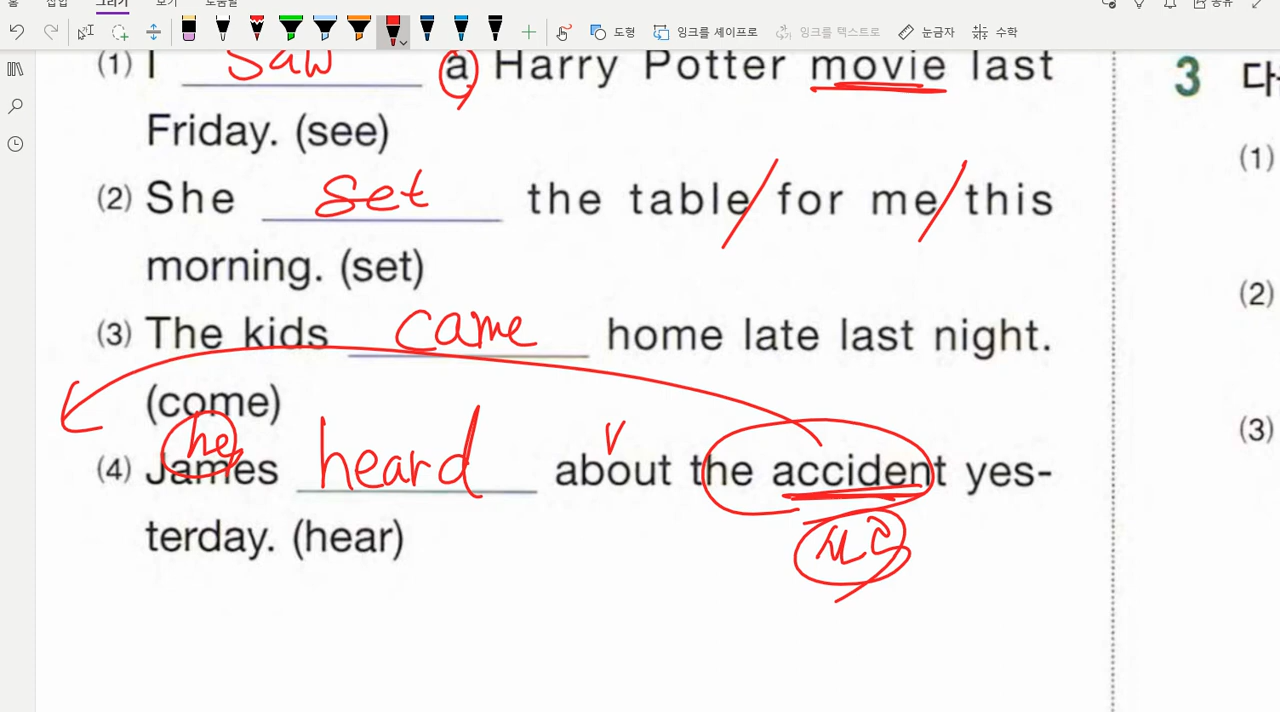 그리기
도형 잉크를 셰이프로 잉크를 텍스트로 눈금자 수학
(1) I saw a Harry Potter movie last
Friday. (see)
(2) She set the table / for me / this
morning. (set)
(3) The kids came home late last night.
(come)
he
(4) James heard about the accident yes-
사고
terday. (hear)
3
(1)
(2)
(3)